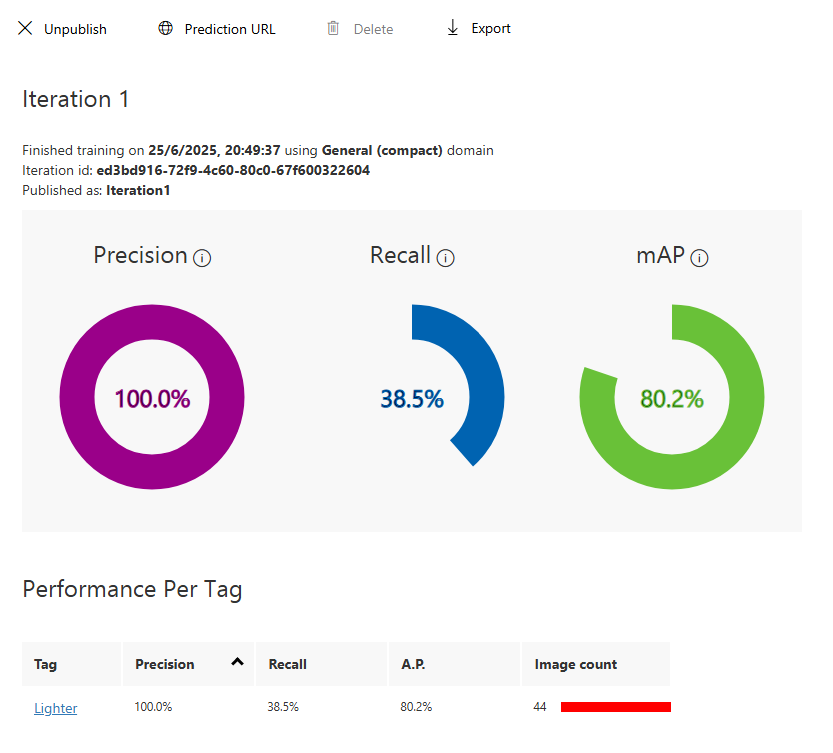 Unpublish Prediction URL Delete Export
Iteration 1
Finished training on 25/6/2025, 20:49:37 using General (compact) domain
Iteration id: ed3bd916-72f9-4c60-80c0-67f600322604
Published as: Iteration1
Precision Recall mAP
100.0% 38.5% 80.2%
Performance Per Tag
Tag Precision Recall A.P. Image count
Lighter 100.0% 38.5% 80.2% 44